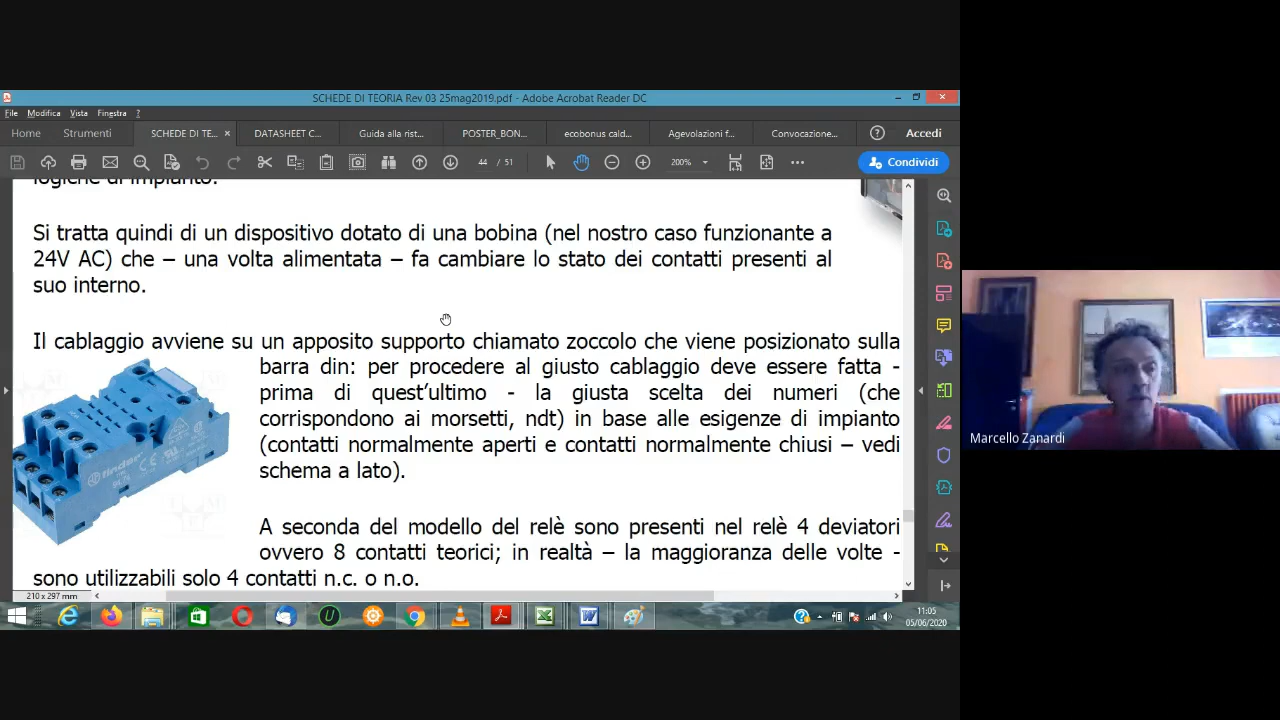 SCHEDE DI TEORIA Rev 03 25mag2019.pdf - Adobe Acrobat Reader DC
File Modifica Vista Finestra ?
Home Strumenti SCHEDE DI TE... × DATASHEET C... Guida alla rist... POSTER_BON... ecobonus cald... Agevolazioni f... Convocazione... Accedi
44 / 51 200% Condividi
logiche di impianto.
Si tratta quindi di un dispositivo dotato di una bobina (nel nostro caso funzionante a
24V AC) che – una volta alimentata – fa cambiare lo stato dei contatti presenti al
suo interno.
Il cablaggio avviene su un apposito supporto chiamato zoccolo che viene posizionato sulla
barra din: per procedere al giusto cablaggio deve essere fatta -
prima di quest’ultimo - la giusta scelta dei numeri (che
corrispondono ai morsetti, ndt) in base alle esigenze di impianto
(contatti normalmente aperti e contatti normalmente chiusi – vedi
schema a lato).
finder
A seconda del modello del relè sono presenti nel relè 4 deviatori
ovvero 8 contatti teorici; in realtà – la maggioranza delle volte -
sono utilizzabili solo 4 contatti n.c. o n.o.
210 x 297 mm
11:05
05/06/2020
Marcello Zanardi